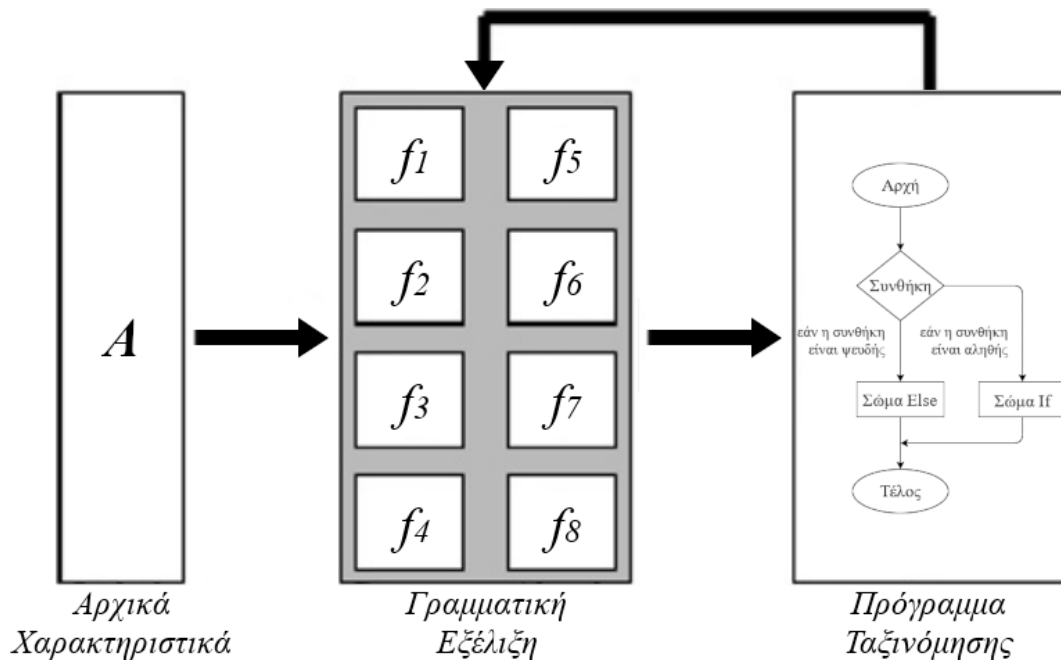 A
Αρχικά
Χαρακτηριστικά
f1
f5
f2
f6
f3
f7
f4
f8
Γραμματική
Εξέλιξη
Αρχή
Συνθήκη
εάν η συνθήκη
είναι ψευδής
εάν η συνθήκη
είναι αληθής
Σώμα Else
Σώμα If
Τέλος
Πρόγραμμα
Ταξινόμησης